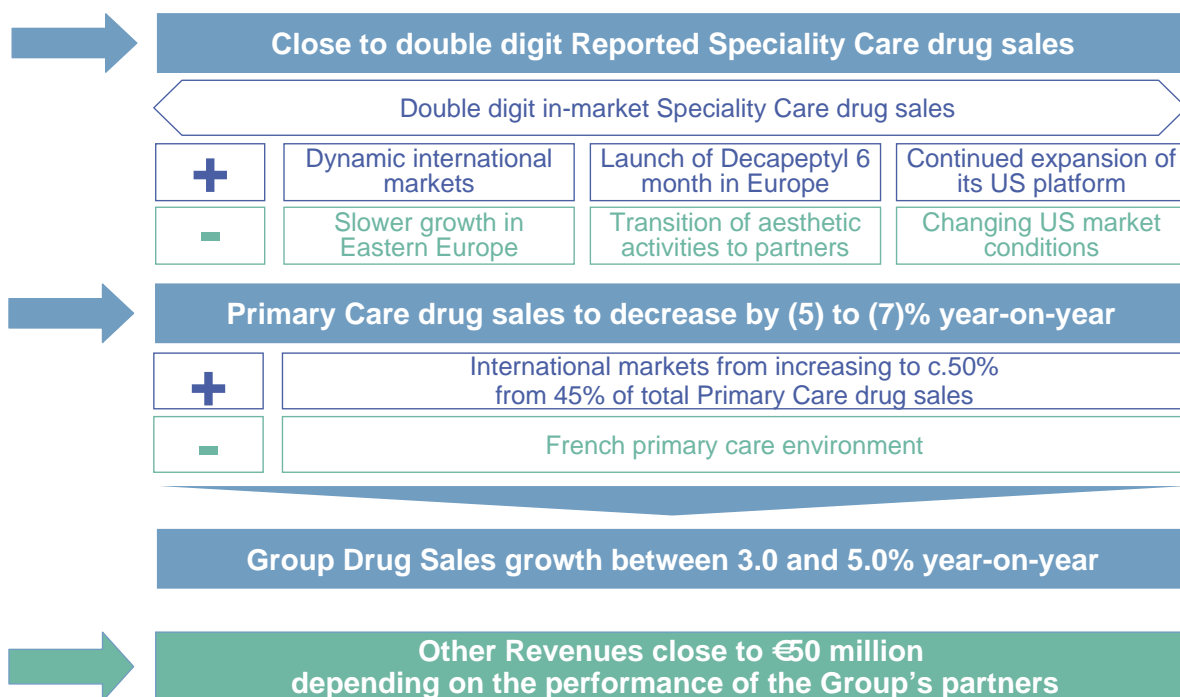 Close to double digit Reported Speciality Care drug sales
Double digit in-market Speciality Care drug sales
+
Dynamic international
markets
Launch of Decapeptyl 6
month in Europe
Continued expansion of
its US platform
-
Slower growth in
Eastern Europe
Transition of aesthetic
activities to partners
Changing US market
conditions
Primary Care drug sales to decrease by (5) to (7)% year-on-year
+
International markets from increasing to c.50%
from 45% of total Primary Care drug sales
-
French primary care environment
Group Drug Sales growth between 3.0 and 5.0% year-on-year
Other Revenues close to €50 million
depending on the performance of the Group's partners